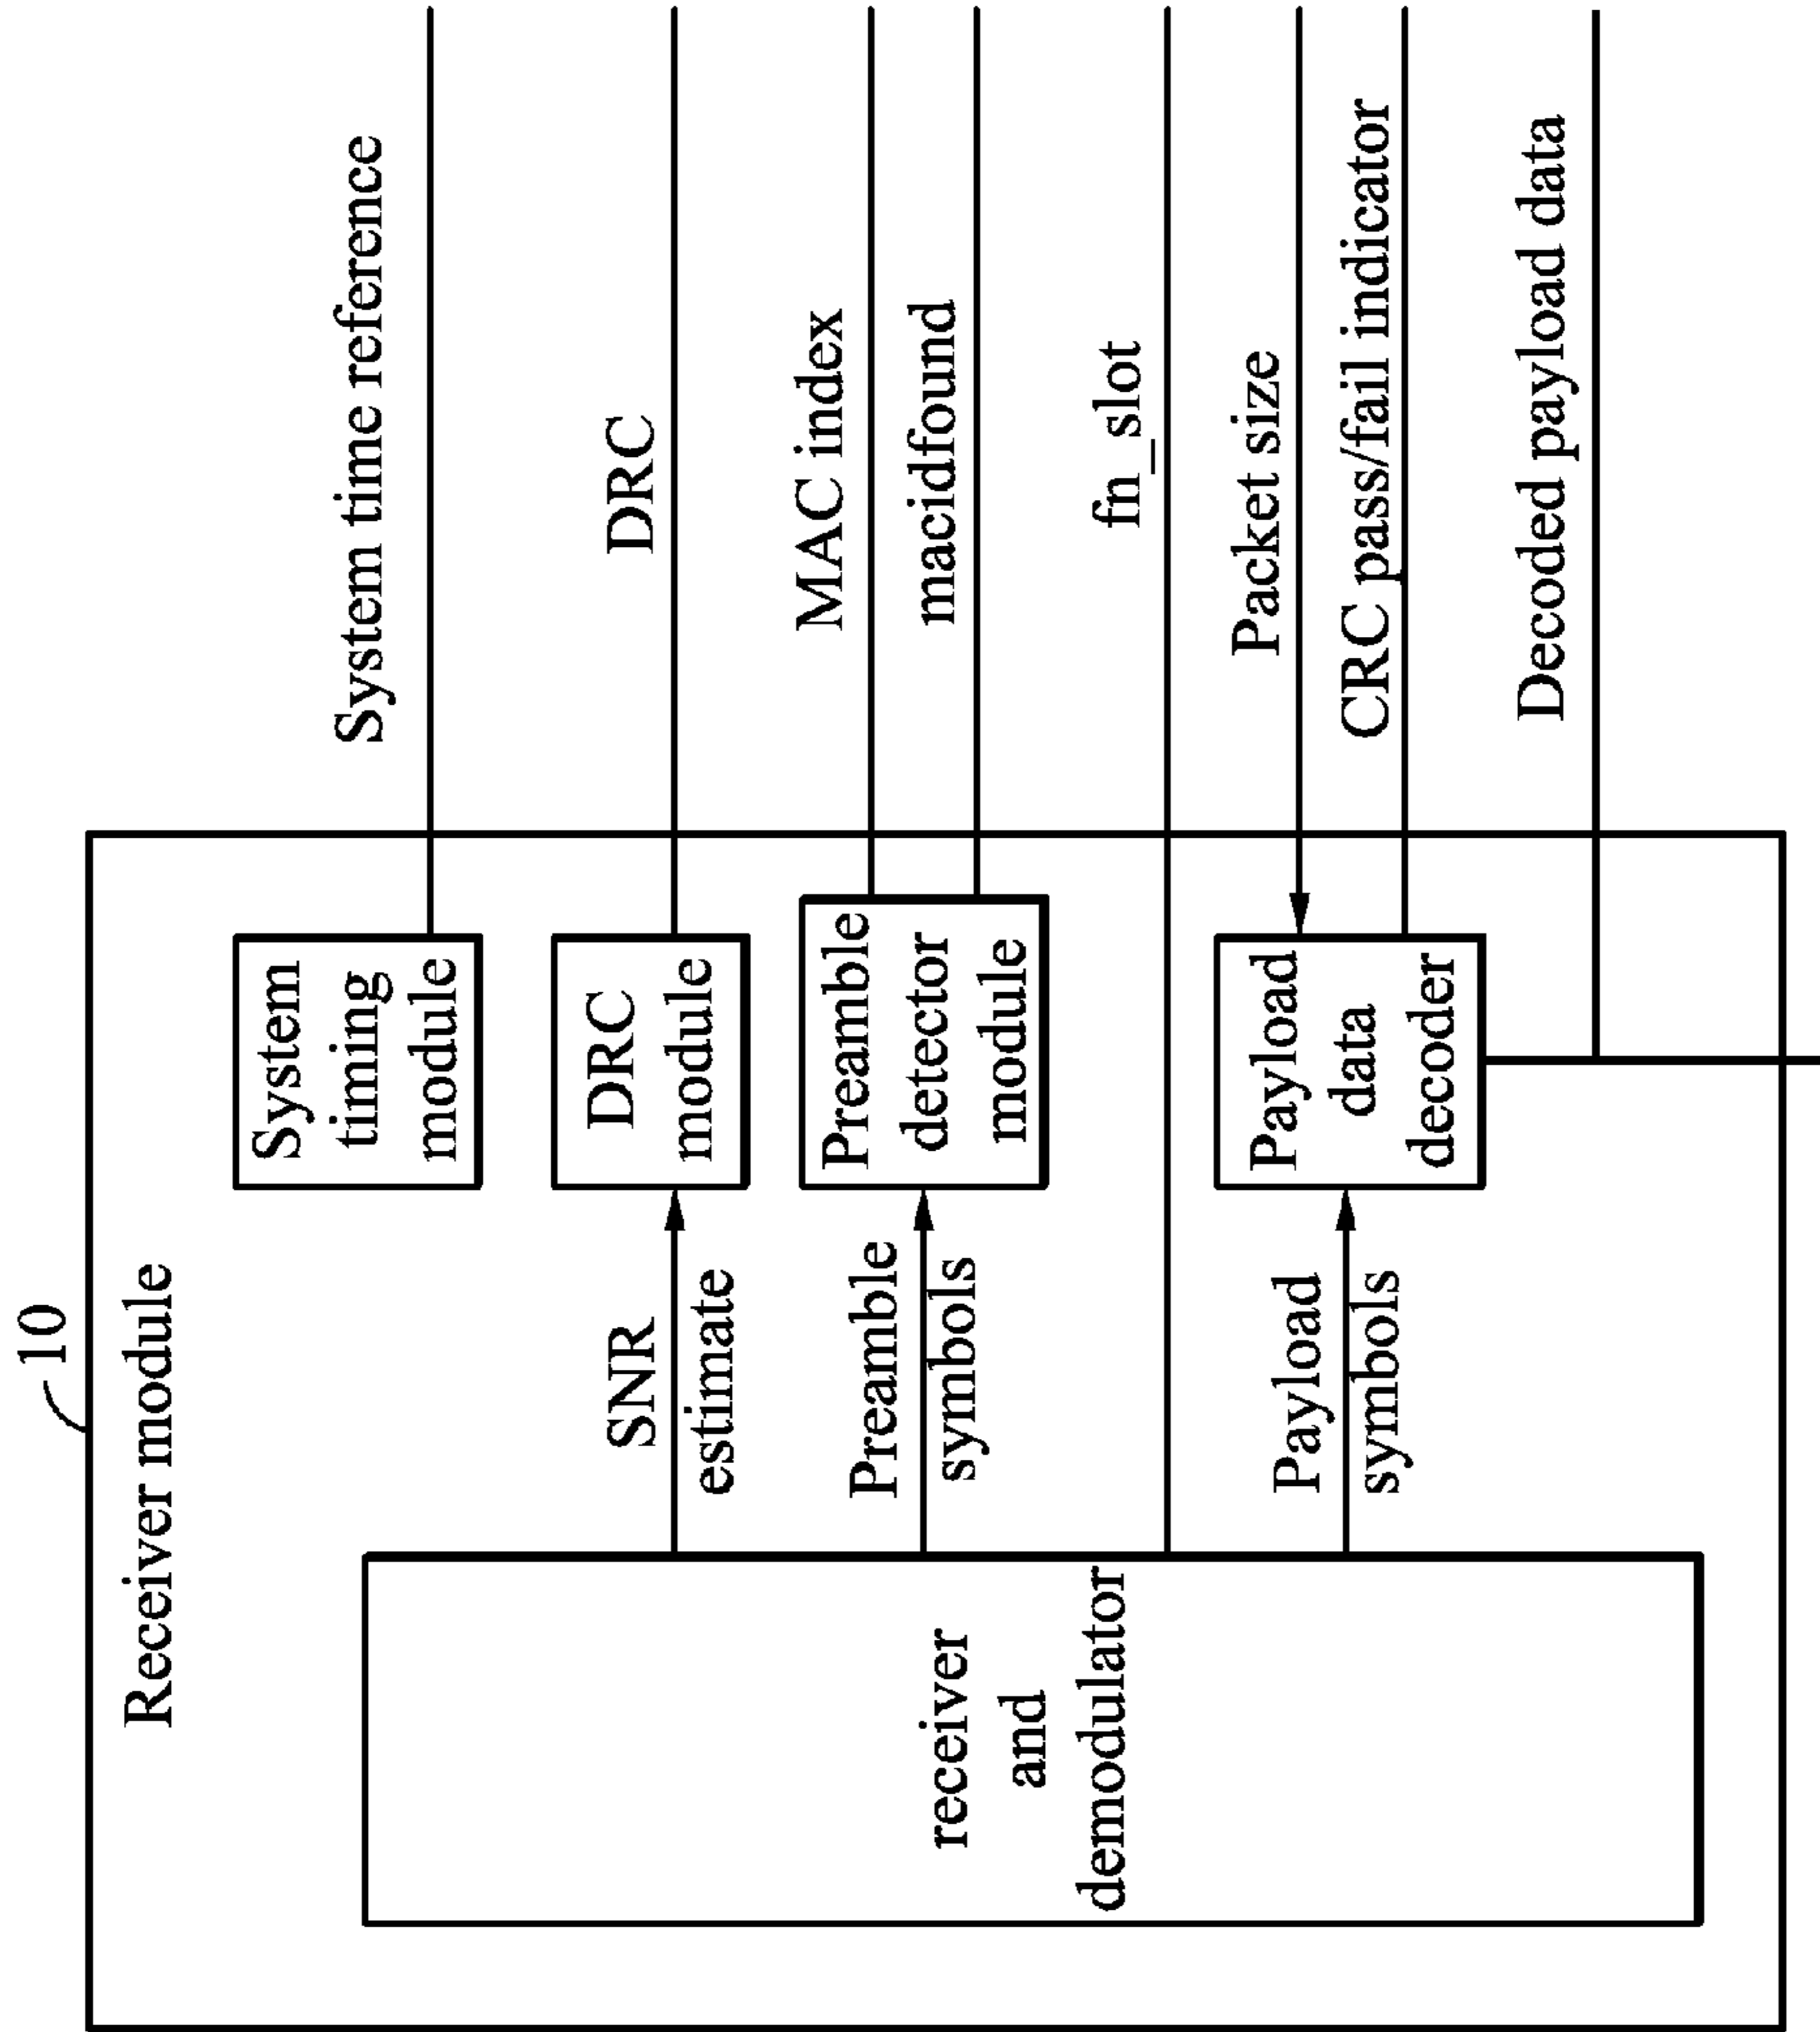 10
Receiver module
receiver
and
demodulator
SNR
estimate
Preamble
symbols
Payload
symbols
System
timing
module
DRC
module
Preamble
detector
module
Payload
data
decoder
System time reference
DRC
MAC index
macidfound
fn_slot
Packet size
CRC pass/fail indicator
Decoded payload data